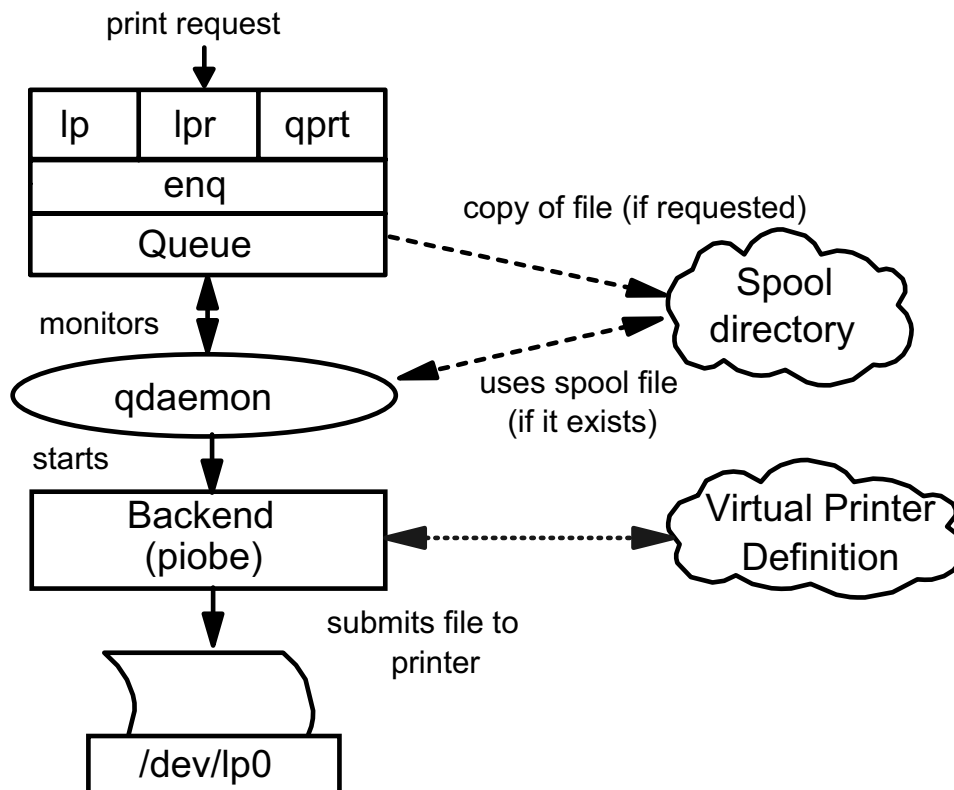 print request
lp lpr qprt
enq
copy of file (if requested)
Queue
Spool
directory
monitors
uses spool file
(if it exists)
qdaemon
starts
Backend
(piobe)
Virtual Printer
Definition
submits file to
printer
/dev/lp0